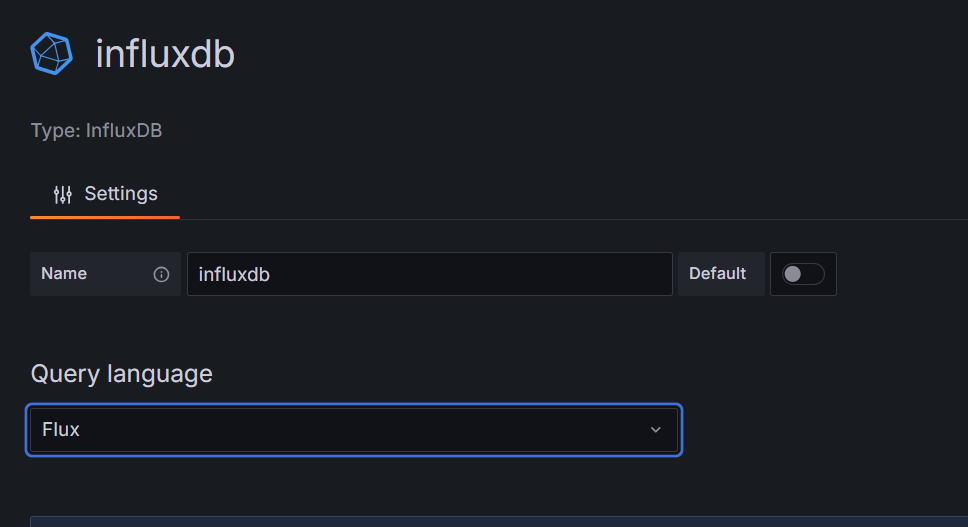 influxdb
Type: InfluxDB
Settings
Name influxdb Default
Query language
Flux